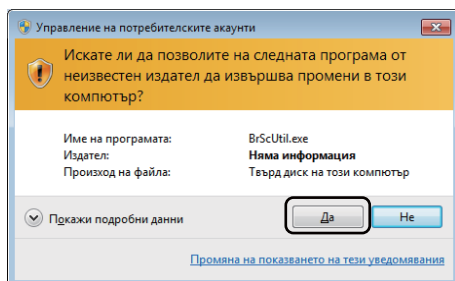 Управление на потребителските акаунти
Искате ли да позволите на следната програма от
неизвестен издател да извършва промени в този
компютър?
Име на програмата: BrScUtil.exe
Издател: Няма информация
Произход на файла: Твърд диск на този компютър
Покажи подробни данни Да Не
Промяна на показването на тези уведомявания